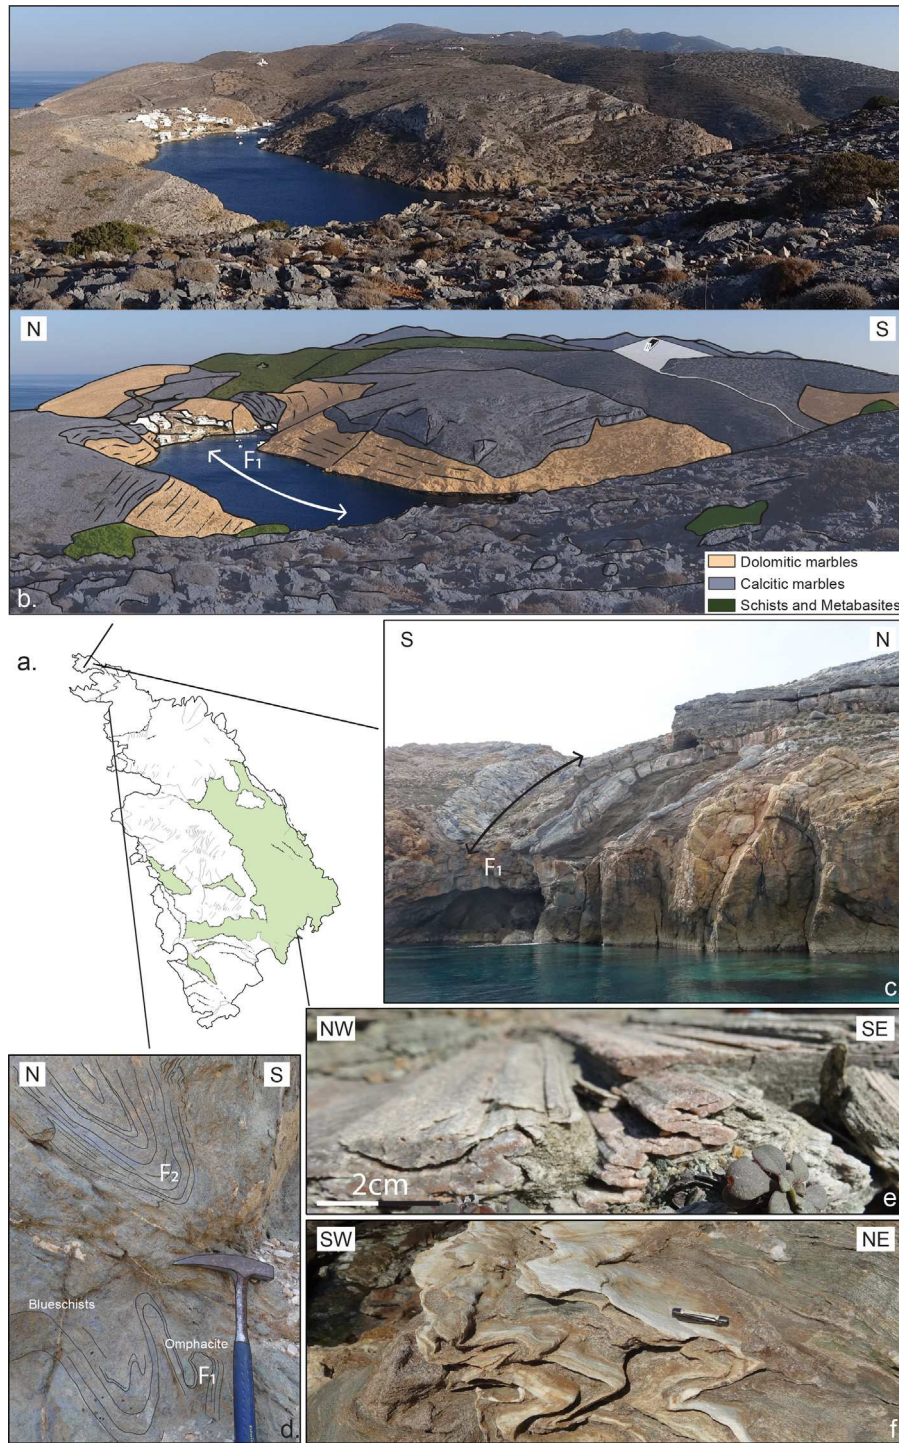 N
S
F₁
Dolomitic marbles
Calcitic marbles
Schists and Metabasites
b.
a.
S
N
F₁
c
N
S
F₂
Blueschists
Omphacite
F₁
d.
NW
SE
2cm
e
SW
NE
f